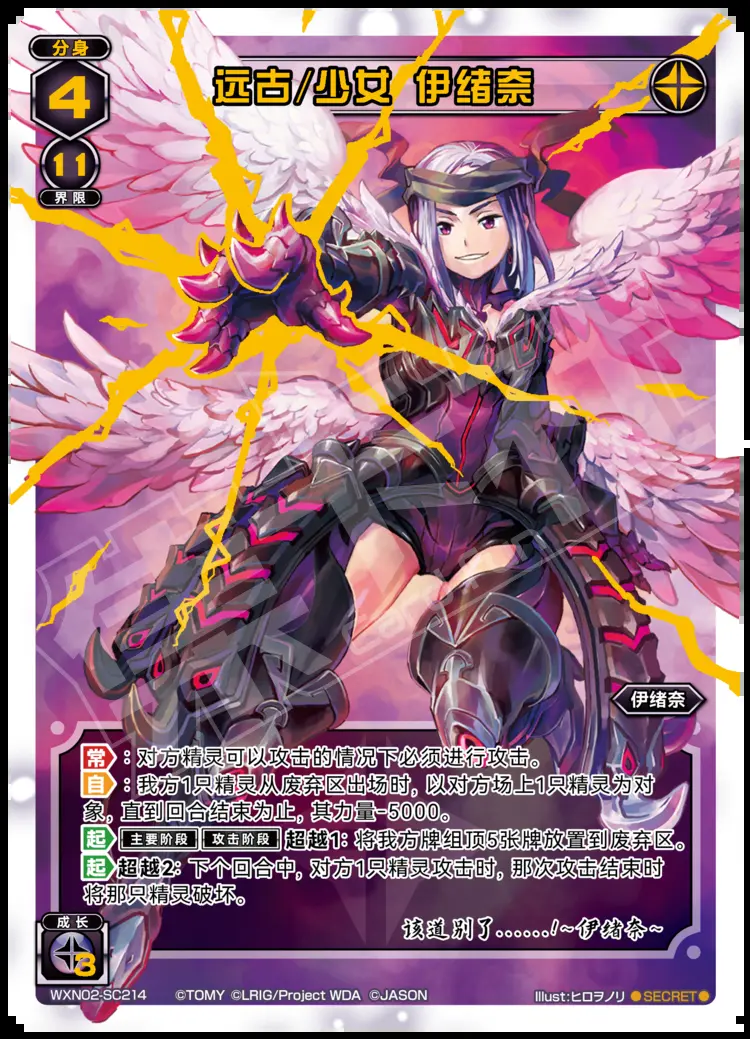 分身
4
远古/少女 伊绪奈
11
界限
伊绪奈
常：对方精灵可以攻击的情况下必须进行攻击。
自：我方1只精灵从废弃区出场时，以对方场上1只精灵为对
象，直到回合结束为止，其力量-5000。
起 主要阶段 攻击阶段 超越1：将我方牌组顶5张牌放置到废弃区。
起 超越2：下个回合中，对方1只精灵攻击时，那次攻击结束时
将那只精灵破坏。
该道别了......!~伊绪奈~
成长
3
WXN02-SC214 ©TOMY ©LRIG/Project WDA ©JASON Illust:ヒロヲノリ ●SECRET●